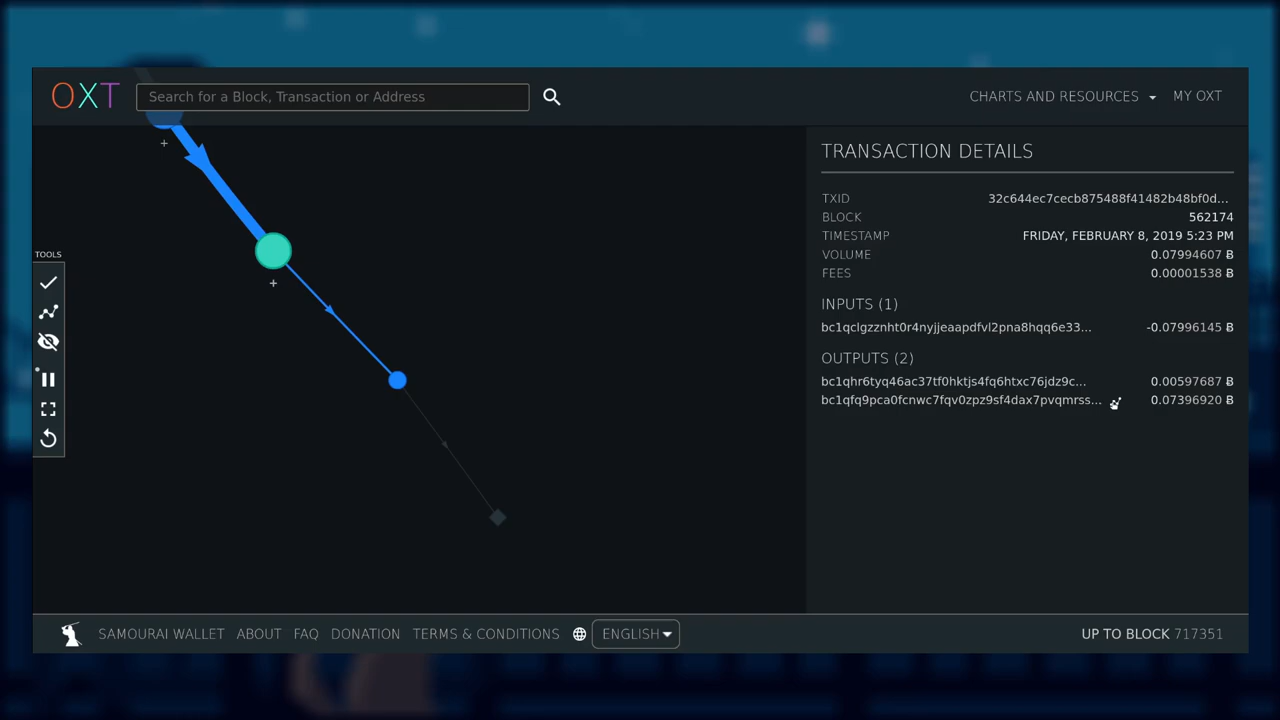 OXT
Search for a Block, Transaction or Address
CHARTS AND RESOURCES
MY OXT
+
+
TOOLS
TRANSACTION DETAILS
TXID 32c644ec7cecb875488f41482b48bf0d...
BLOCK 562174
TIMESTAMP FRIDAY, FEBRUARY 8, 2019 5:23 PM
VOLUME 0.07994607 Ƀ
FEES 0.00001538 Ƀ
INPUTS (1)
bc1qclgzznht0r4nyjjeaapdfvl2pna8hqq6e33... -0.07996145 Ƀ
OUTPUTS (2)
bc1qhr6tyq46ac37tf0hktjs4fq6htxc76jdz9c... 0.00597687 Ƀ
bc1qfq9pca0fcnwc7fqv0zpz9sf4dax7pvqmrss... 0.07396920 Ƀ
SAMOURAI WALLET ABOUT FAQ DONATION TERMS & CONDITIONS ENGLISH
UP TO BLOCK 717351